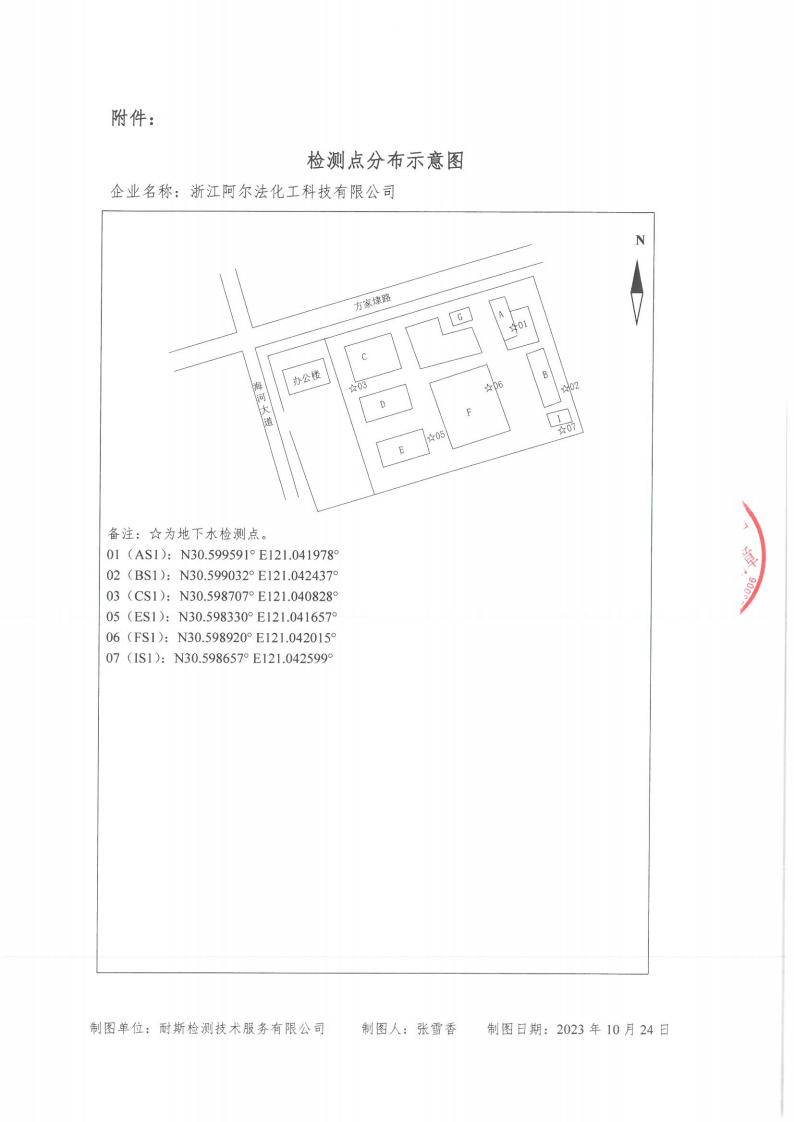 附件：
检测点分布示意图
企业名称：浙江阿尔法化工科技有限公司
N
方家埭路
G
A
☆01
C
办公楼
☆03
海河大道
B
☆02
☆06
D
F
I
☆07
☆05
E
备注：☆为地下水检测点。
01（AS1）：N30.599591° E121.041978°
02（BS1）：N30.599032° E121.042437°
03（CS1）：N30.598707° E121.040828°
05（ES1）：N30.598330° E121.041657°
06（FS1）：N30.598920° E121.042015°
07（IS1）：N30.598657° E121.042599°
制图单位：耐斯检测技术服务有限公司 制图人：张雪香 制图日期：2023 年 10 月 24 日